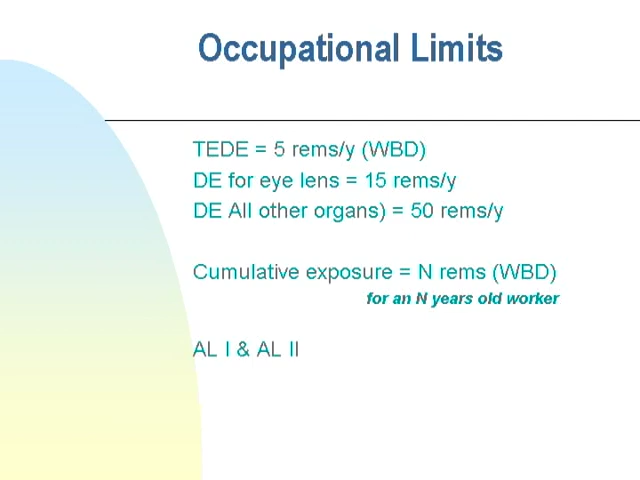 Occupational Limits
TEDE = 5 rems/y (WBD)
DE for eye lens = 15 rems/y
DE All other organs) = 50 rems/y
Cumulative exposure = N rems (WBD)
for an N years old worker
AL I & AL II